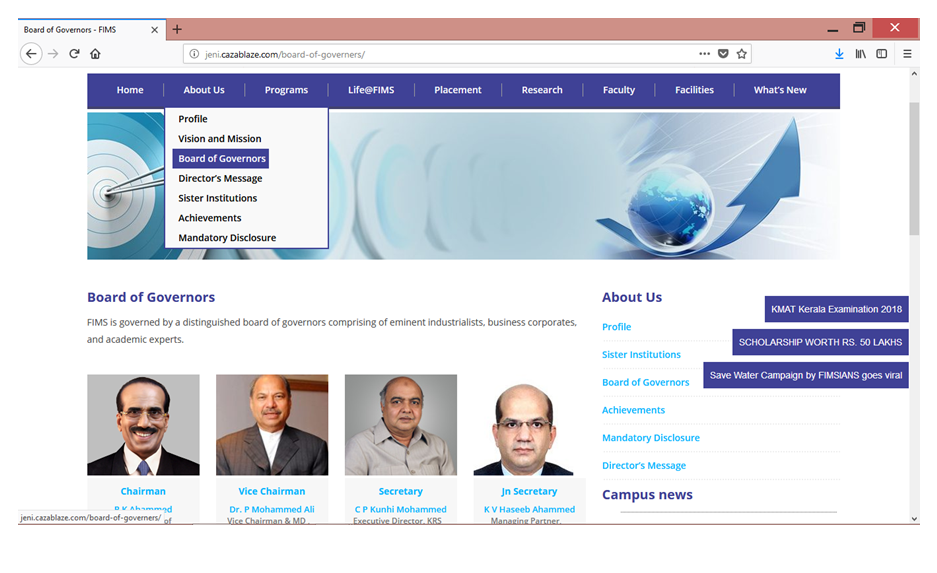 Board of Governors - FIMS
jeni.cazablaze.com/board-of-governers/
Home About Us Programs Life@FIMS Placement Research Faculty Facilities What's New
Profile
Vision and Mission
Board of Governors
Director's Message
Sister Institutions
Achievements
Mandatory Disclosure
Board of Governors
FIMS is governed by a distinguished board of governors comprising of eminent industrialists, business corporates,
and academic experts.
Chairman
P K Ahammed
of
Vice Chairman
Dr. P Mohammed Ali
Vice Chairman & MD ,
Secretary
C P Kunhi Mohammed
Executive Director, KRS
Jn Secretary
K V Haseeb Ahammed
Managing Partner,
About Us
Profile
Sister Institutions
Board of Governors
Achievements
Mandatory Disclosure
Director's Message
Campus news
KMAT Kerala Examination 2018
SCHOLARSHIP WORTH RS. 50 LAKHS
Save Water Campaign by FIMSIANS goes viral
jeni.cazablaze.com/board-of-governers/